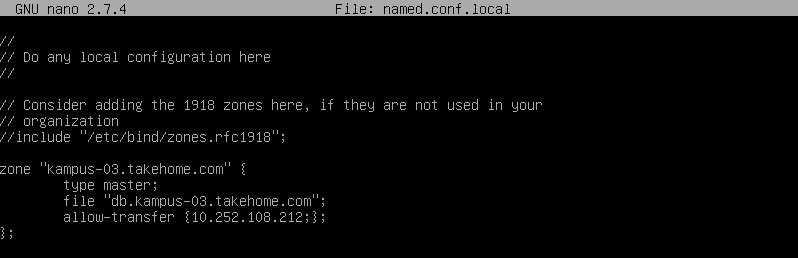 GNU nano 2.7.4 File: named.conf.local
//
// Do any local configuration here
//
// Consider adding the 1918 zones here, if they are not used in your
// organization
//include "/etc/bind/zones.rfc1918";
zone "kampus-03.takehome.com" {
type master;
file "db.kampus-03.takehome.com";
allow-transfer {10.252.108.212;};
};